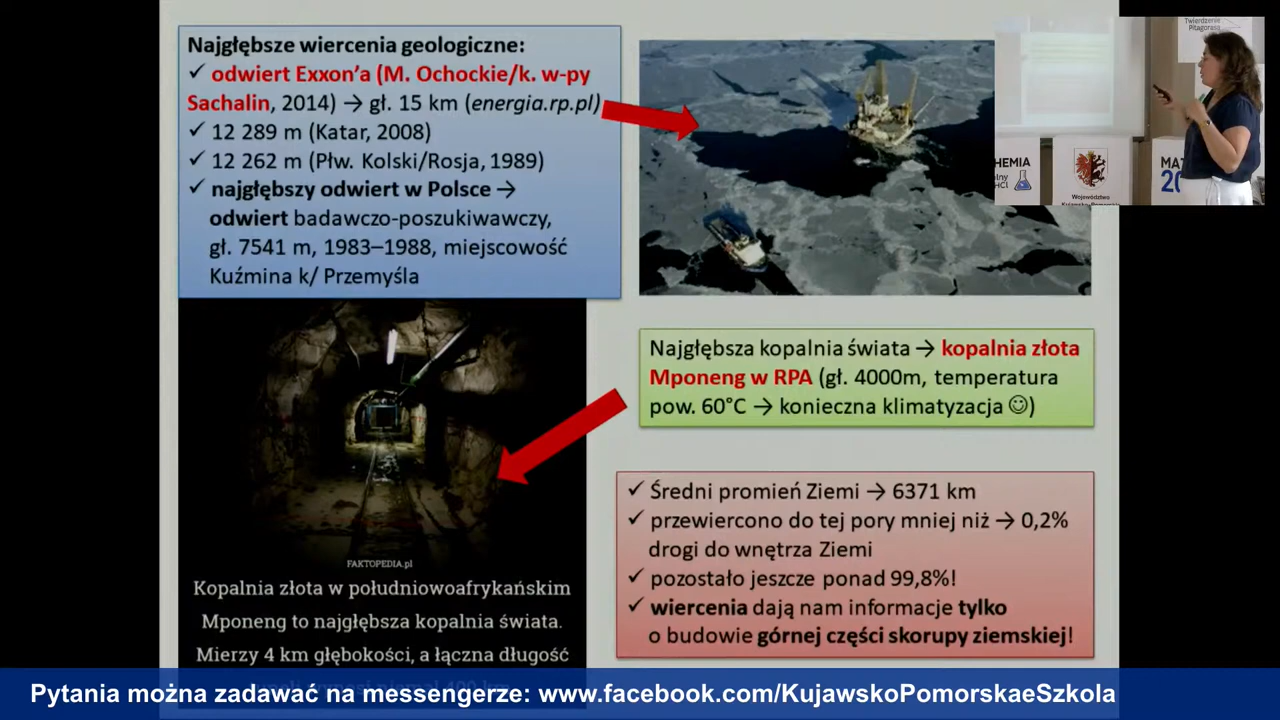 Najgłębsze wiercenia geologiczne:
✓ odwiert Exxon’a (M. Ochockie/k. w-py
Sachalin, 2014) → gł. 15 km (energia.rp.pl)
✓ 12 289 m (Katar, 2008)
✓ 12 262 m (Płw. Kolski/Rosja, 1989)
✓ najgłębszy odwiert w Polsce →
odwiert badawczo-poszukiwawczy,
gł. 7541 m, 1983–1988, miejscowość
Kuźmina k/ Przemyśla
Twierdzenie
Pitagorasa
HEMIA
olny
HCl
Województwo
Kujawsko-Pomorskie
MAT
20
Najgłębsza kopalnia świata → kopalnia złota
Mponeng w RPA (gł. 4000m, temperatura
pow. 60°C → konieczna klimatyzacja ☺)
FAKTOPEDIA.pl
Kopalnia złota w południowoafrykańskim
Mponeng to najgłębsza kopalnia świata.
Mierzy 4 km głębokości, a łączna długość
✓ Średni promień Ziemi → 6371 km
✓ przewiercono do tej pory mniej niż → 0,2%
drogi do wnętrza Ziemi
✓ pozostało jeszcze ponad 99,8%!
✓ wiercenia dają nam informacje tylko
o budowie górnej części skorupy ziemskiej!
Pytania można zadawać na messengerze: www.facebook.com/KujawskoPomorskaeSzkola